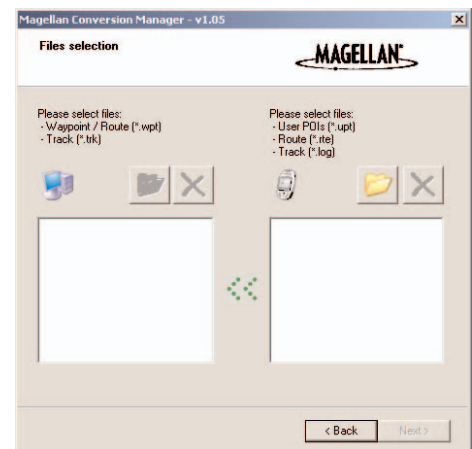 Magellan Conversion Manager - v1.05
Files selection
MAGELLAN
Please select files:
- Waypoint / Route (*.wpt)
- Track (*.trk)
Please select files:
- User POIs (*.upt)
- Route (*.rte)
- Track (*.log)
< Back
Next >